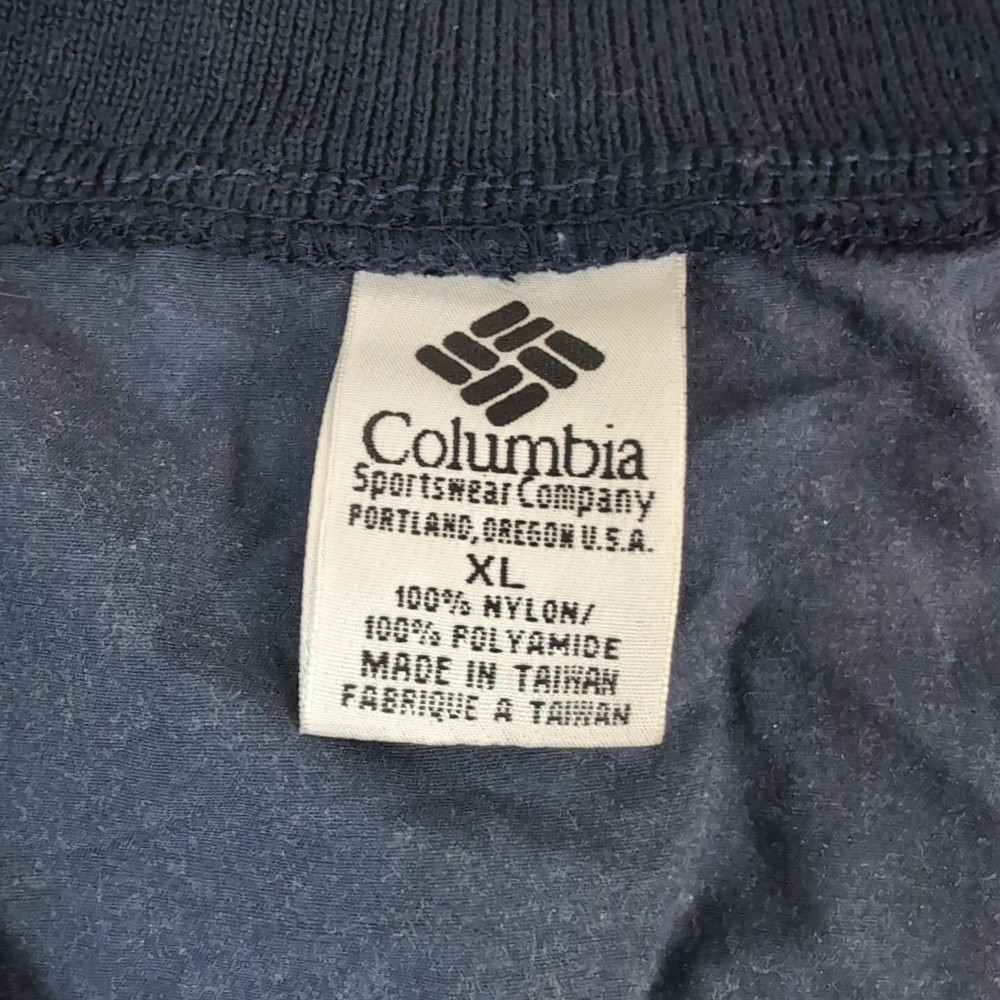 Columbia
Sportswear Company
PORTLAND, OREGON U.S.A.
XL
100% NYLON/
100% POLYAMIDE
MADE IN TAIWAN
FABRIQUE A TAIWAN